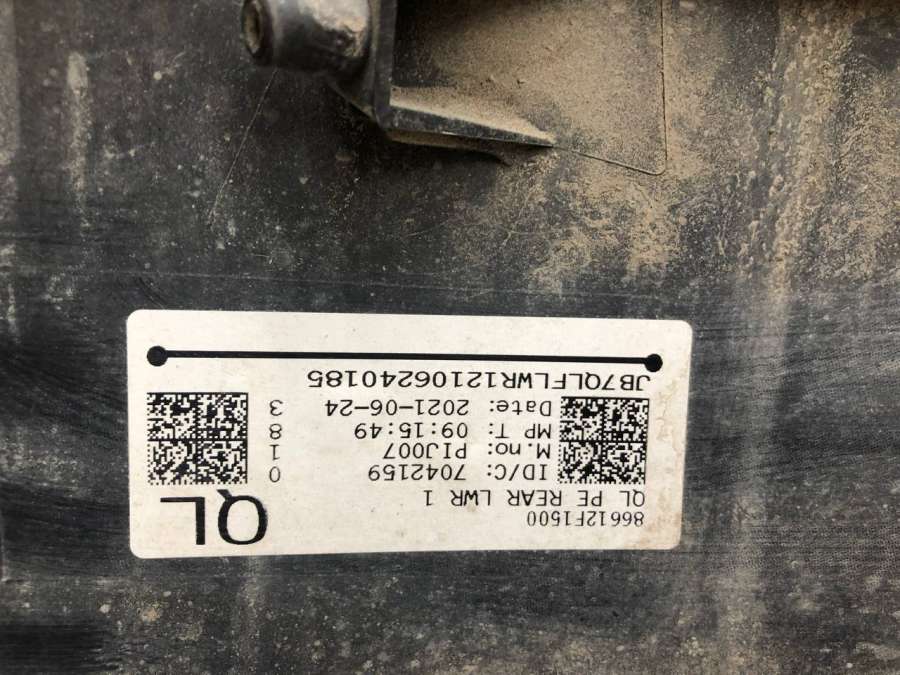 86612F1500
QL
QL PE REAR LWR 1
ID/C: 7042159
M.no: PIJ007
MP T: 09:15:49
Date: 2021-06-24
0
1
8
3
JB7QLFLWR12106240185